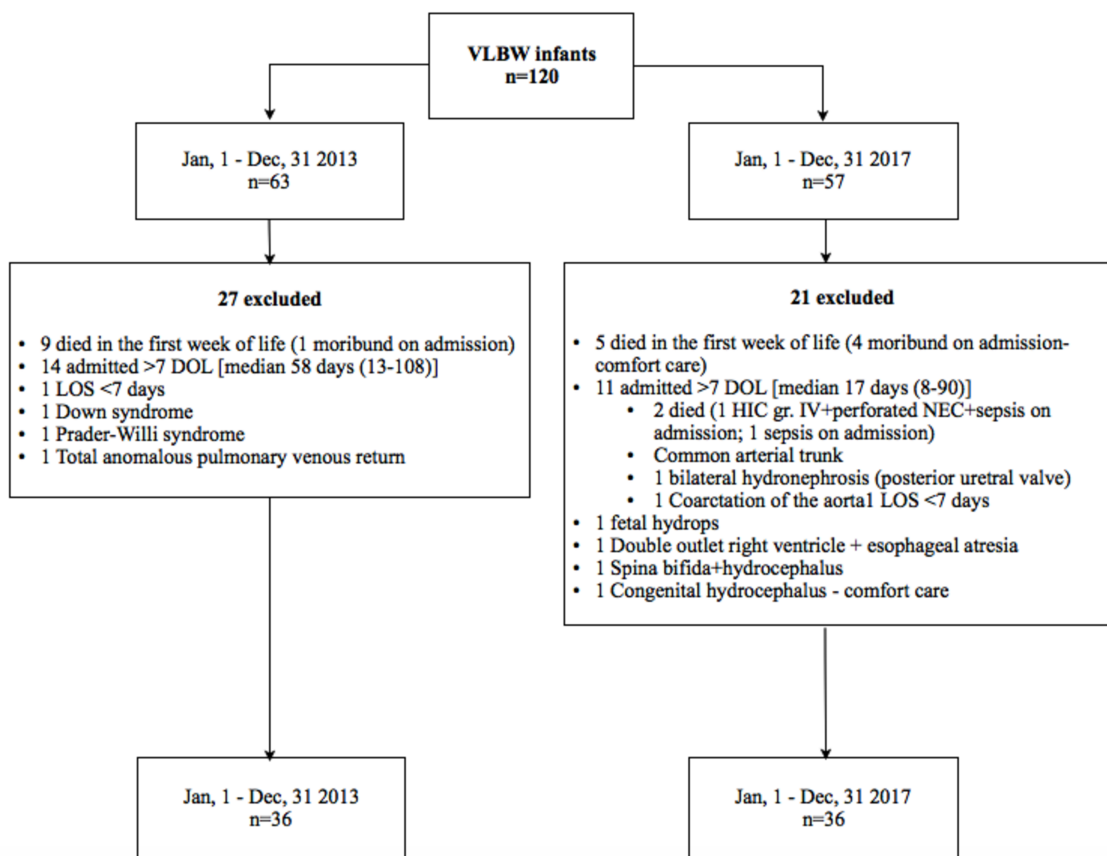 VLBW infants
n=120
Jan, 1 - Dec, 31 2013
n=63
Jan, 1 - Dec, 31 2017
n=57
27 excluded
• 9 died in the first week of life (1 moribund on admission)
• 14 admitted >7 DOL [median 58 days (13-108)]
• 1 LOS <7 days
• 1 Down syndrome
• 1 Prader-Willi syndrome
• 1 Total anomalous pulmonary venous return
21 excluded
• 5 died in the first week of life (4 moribund on admission-
comfort care)
• 11 admitted >7 DOL [median 17 days (8-90)]
• 2 died (1 HIC gr. IV+perforated NEC+sepsis on
admission; 1 sepsis on admission)
• Common arterial trunk
• 1 bilateral hydronephrosis (posterior uretral valve)
• 1 Coarctation of the aorta1 LOS <7 days
• 1 fetal hydrops
• 1 Double outlet right ventricle + esophageal atresia
• 1 Spina bifida+hydrocephalus
• 1 Congenital hydrocephalus - comfort care
Jan, 1 - Dec, 31 2013
n=36
Jan, 1 - Dec, 31 2017
n=36